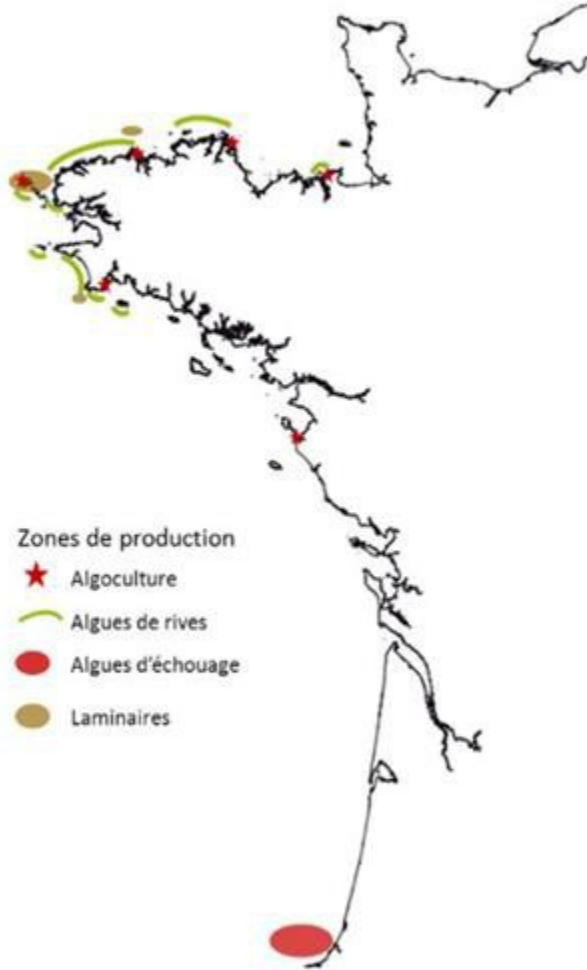 Zones de production
Algoculture
Algues de rives
Algues d'échouage
Laminaires